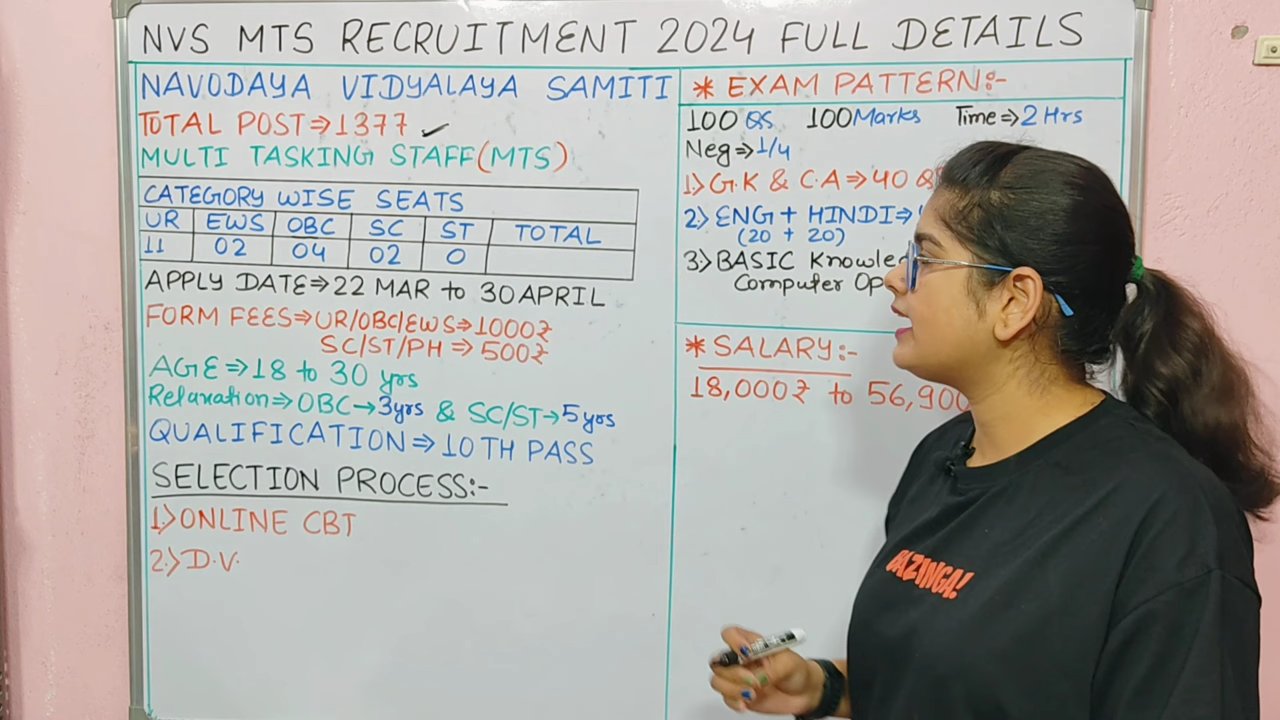 NVS MTS RECRUITMENT 2024 FULL DETAILS
NAVODAYA VIDYALAYA SAMITI
TOTAL POST⇒1377 ✓
MULTI TASKING STAFF(MTS)
CATEGORY WISE SEATS
UR EWS OBC SC ST TOTAL
11 02 04 02 0
APPLY DATE⇒22 MAR to 30 APRIL
FORM FEES⇒UR/OBC/EWS⇒1000₹
SC/ST/PH⇒500₹
AGE⇒18 to 30 yrs
Relaxation⇒OBC→3yrs & SC/ST→5yrs
QUALIFICATION⇒10TH PASS
SELECTION PROCESS:-
1.>ONLINE CBT
2.>D.V.
* EXAM PATTERN:-
100 QS 100 Marks Time⇒2 Hrs
Neg⇒1/4
1.>G.K & C.A⇒40
2.>ENG + HINDI⇒
(20 + 20)
3.>BASIC
Computer
* SALARY:-
18,000₹ to 56,900
BAZINGA!